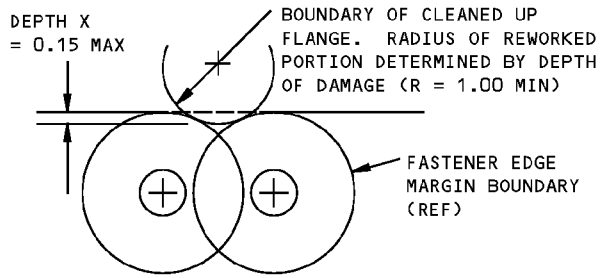 DEPTH X
= 0.15 MAX
BOUNDARY OF CLEANED UP
FLANGE. RADIUS OF REWORKED
PORTION DETERMINED BY DEPTH
OF DAMAGE (R = 1.00 MIN)
FASTENER EDGE
MARGIN BOUNDARY
(REF)